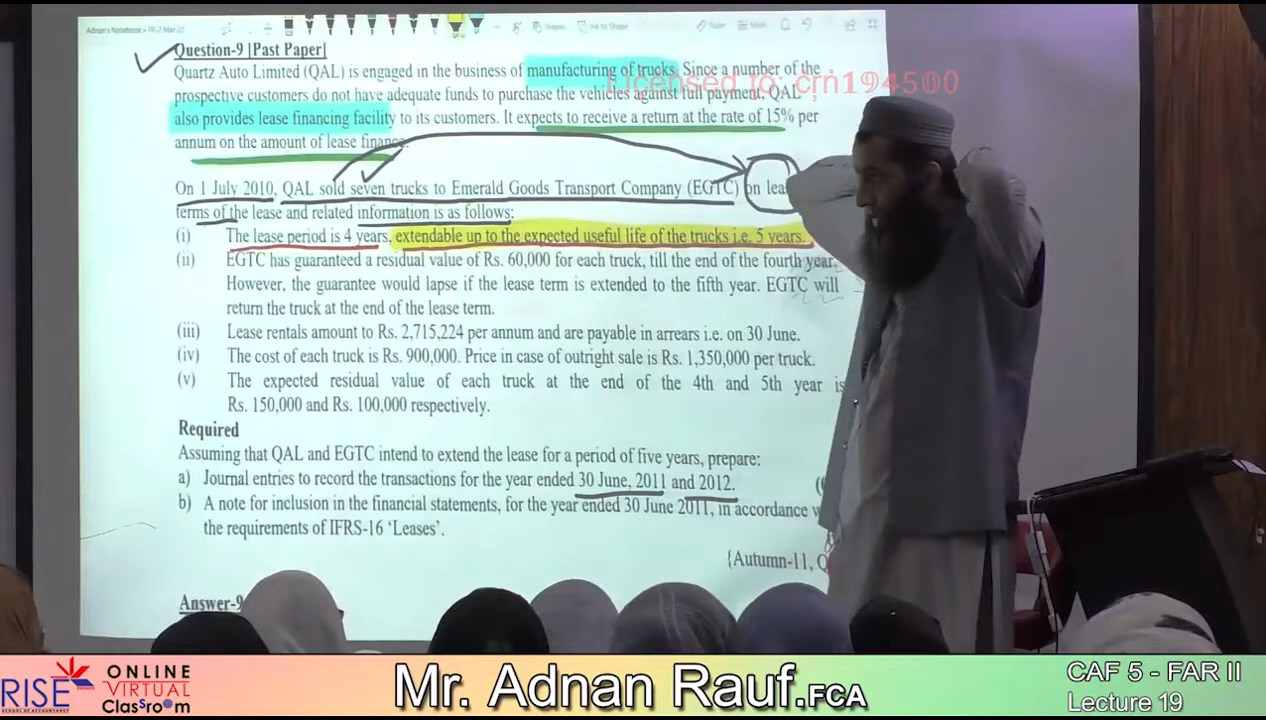 Adnan's Notebook » FR-2 Mar 22
Question-9 |Past Paper|
Quartz Auto Limited (QAL) is engaged in the business of manufacturing of trucks. Since a number of the
Licensed to: crn194500
prospective customers do not have adequate funds to purchase the vehicles against full payment, QAL
also provides lease financing facility to its customers. It expects to receive a return at the rate of 15% per
annum on the amount of lease finance.
On 1 July 2010, QAL sold seven trucks to Emerald Goods Transport Company (EGTC) on
terms of the lease and related information is as follows:
(i) The lease period is 4 years, extendable up to the expected useful life of the trucks i.e. 5 years.
(ii) EGTC has guaranteed a residual value of Rs. 60,000 for each truck, till the end of the fourth year.
However, the guarantee would lapse if the lease term is extended to the fifth year. EGTC will
return the truck at the end of the lease term.
(iii) Lease rentals amount to Rs. 2,715,224 per annum and are payable in arrears i.e. on 30 June.
(iv) The cost of each truck is Rs. 900,000. Price in case of outright sale is Rs. 1,350,000 per truck.
(v) The expected residual value of each truck at the end of the 4th and 5th year is
Rs. 150,000 and Rs. 100,000 respectively.
Required
Assuming that QAL and EGTC intend to extend the lease for a period of five years, prepare:
a) Journal entries to record the transactions for the year ended 30 June, 2011 and 2012.
b) A note for inclusion in the financial statements, for the year ended 30 June 2011, in accordance
the requirements of IFRS-16 'Leases'.
{Autumn-11, Q
Answer-9
RISE
SCHOOL OF ACCOUNTANCY
ONLINE
VIRTUAL
Classroom
Mr. Adnan Rauf.FCA
CAF 5 - FAR II
Lecture 19